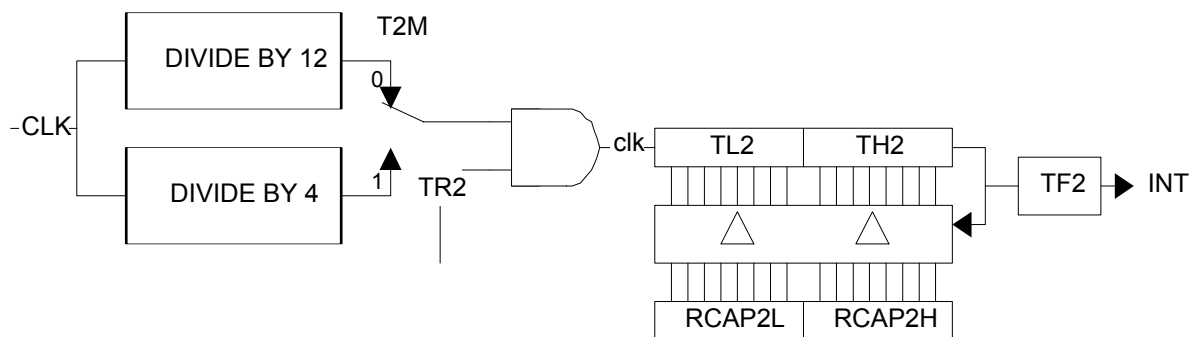 T2M
DIVIDE BY 12
0
CLK
clk
TL2
TH2
DIVIDE BY 4
1
TR2
TF2
INT
RCAP2L
RCAP2H